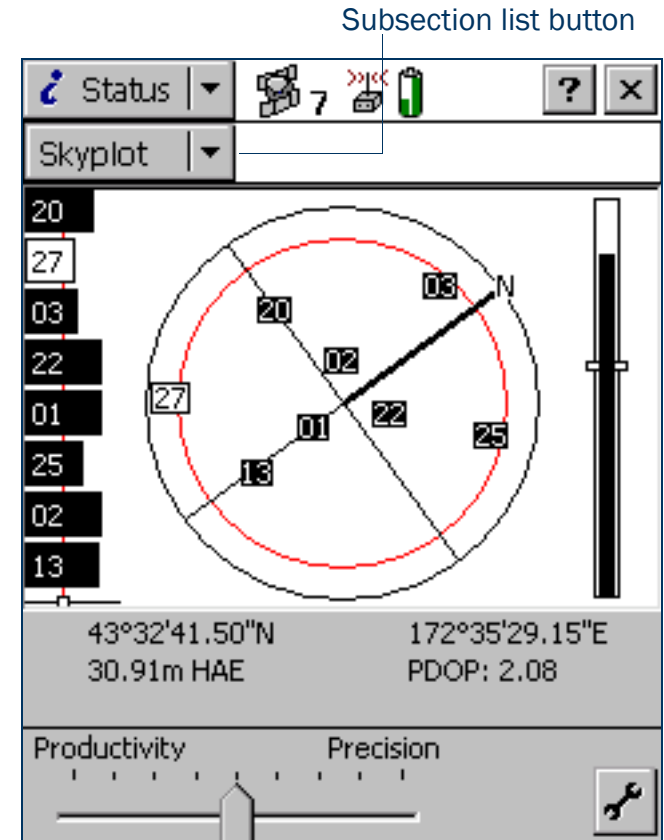 Subsection list button
i Status
7
? ×
Skyplot
20
27
03
22
01
25
02
13
N
03
20
02
27
22
01
25
13
43°32'41.50"N 172°35'29.15"E
30.91m HAE PDOP: 2.08
Productivity Precision